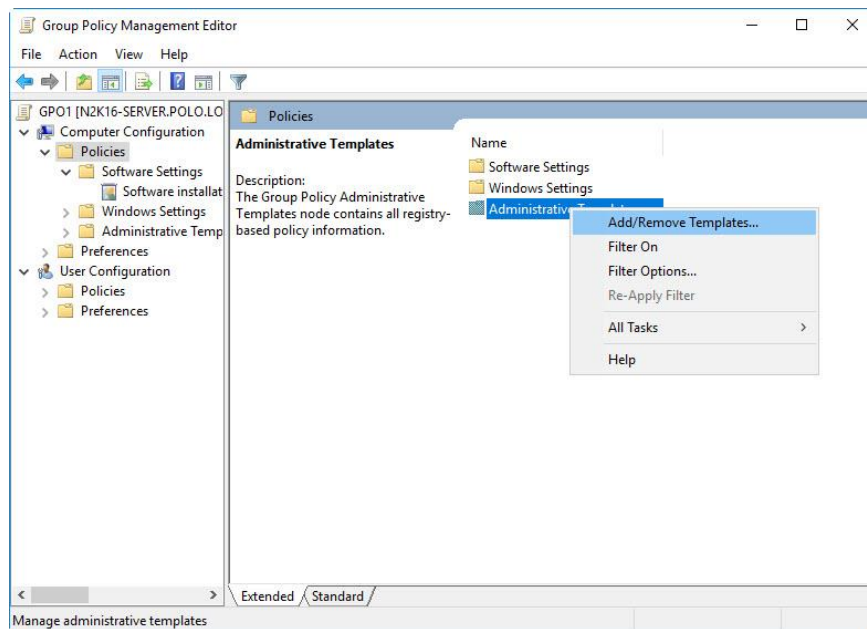 Group Policy Management Editor
File Action View Help
GPO1 [N2K16-SERVER.POLO.LO
Computer Configuration
Policies
Software Settings
Software installat
Windows Settings
Administrative Temp
Preferences
User Configuration
Policies
Preferences
Policies
Administrative Templates
Description:
The Group Policy Administrative
Templates node contains all registry-
based policy information.
Name
Software Settings
Windows Settings
Administrative
Add/Remove Templates...
Filter On
Filter Options...
Re-Apply Filter
All Tasks
Help
Extended Standard
Manage administrative templates